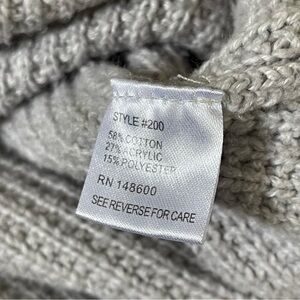 STYLE #200
58% COTTON
27% ACRYLIC
15% POLYESTER
RN 148600
SEE REVERSE FOR CARE